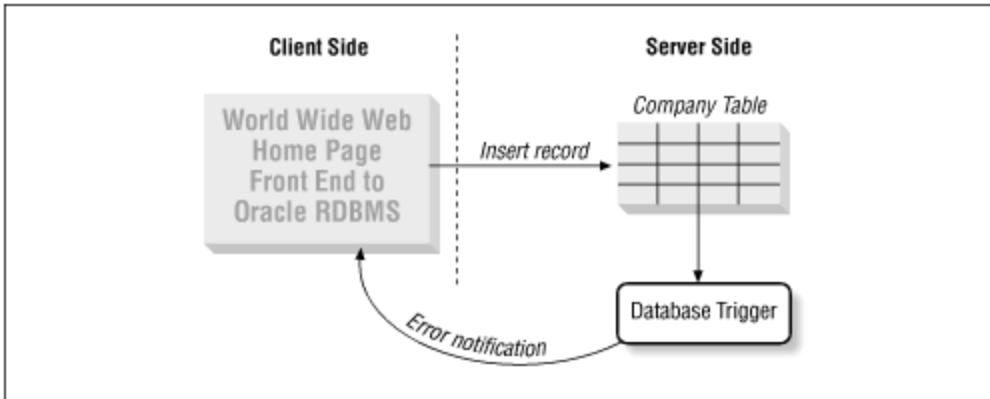 Client Side
Server Side
World Wide Web
Home Page
Front End to
Oracle RDBMS
Insert record
Company Table
Database Trigger
Error notification